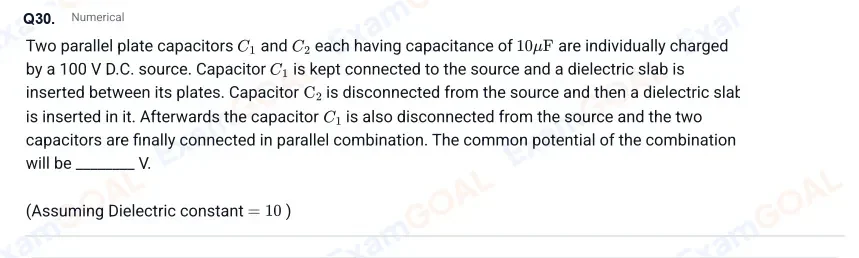 Q30. Numerical
Two parallel plate capacitors C₁ and C₂ each having capacitance of 10μF are individually charged
by a 100 V D.C. source. Capacitor C₁ is kept connected to the source and a dielectric slab is
inserted between its plates. Capacitor C₂ is disconnected from the source and then a dielectric slab
is inserted in it. Afterwards the capacitor C₁ is also disconnected from the source and the two
capacitors are finally connected in parallel combination. The common potential of the combination
will be ________ V.
(Assuming Dielectric constant = 10 )
ExamGOAL
ExamGOAL
ExamGOAL